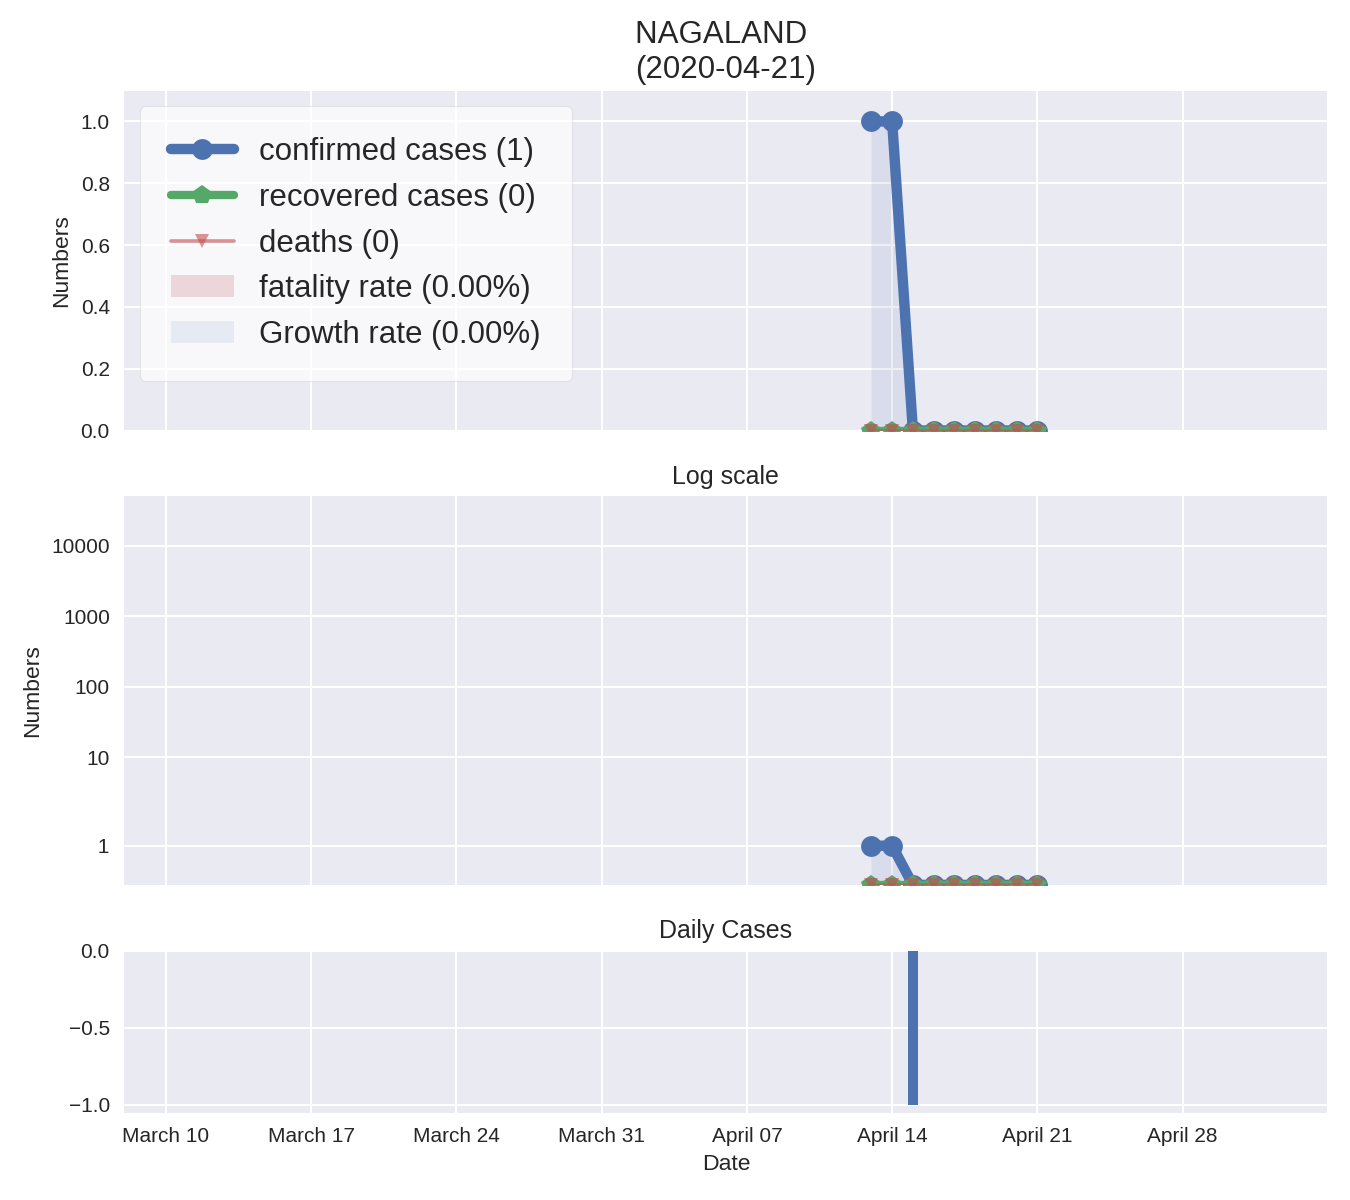 NAGALAND
(2020-04-21)
1.0
0.8
0.6
0.4
0.2
0.0
Numbers
confirmed cases (1)
recovered cases (0)
deaths (0)
fatality rate (0.00%)
Growth rate (0.00%)
Log scale
10000
1000
100
10
1
Numbers
Daily Cases
0.0
−0.5
−1.0
March 10 March 17 March 24 March 31 April 07 April 14 April 21 April 28
Date